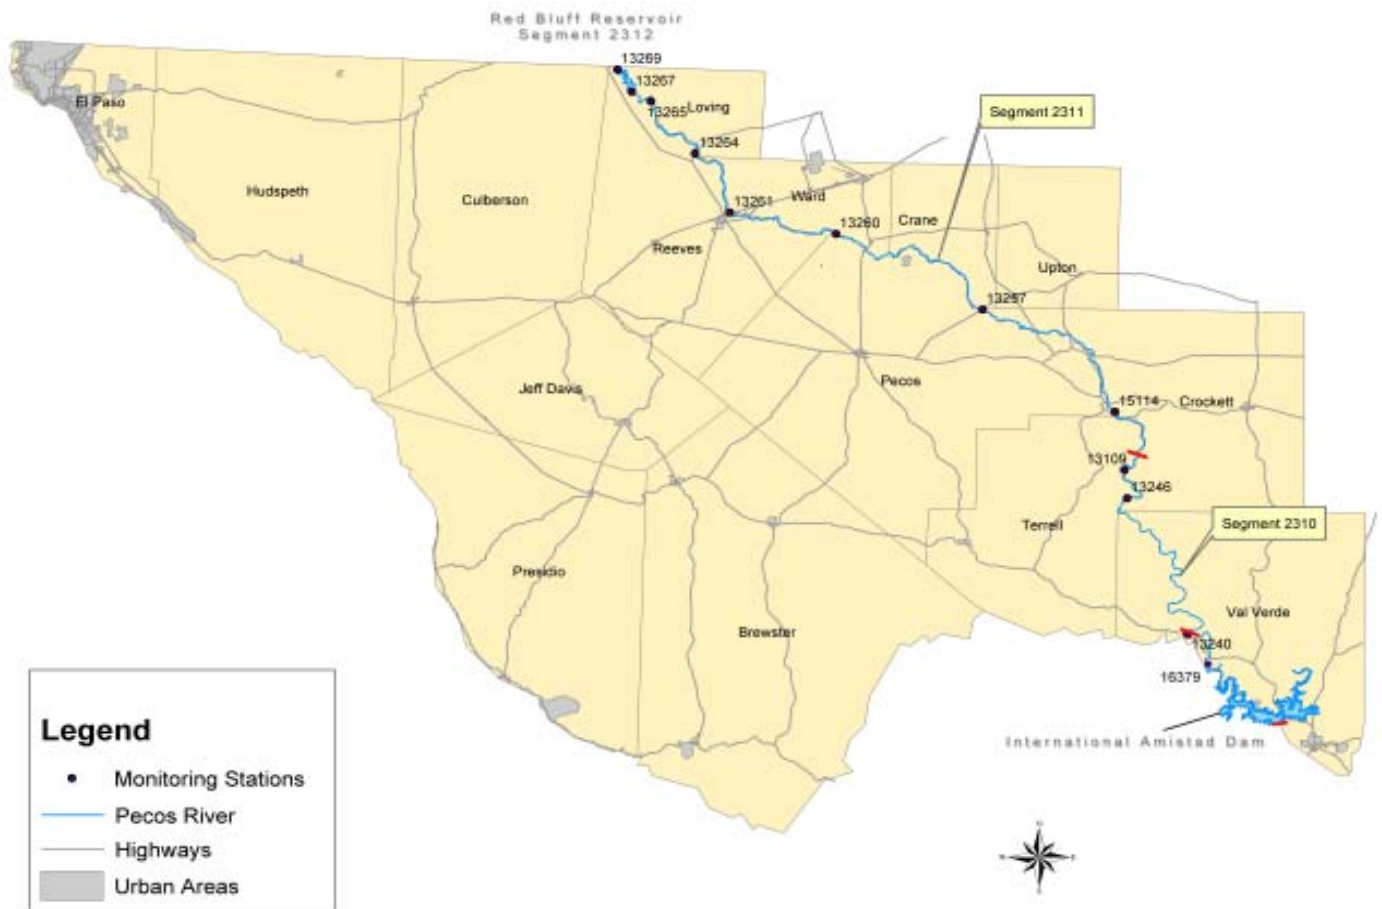 Red Bluff Reservoir
Segment 2312
13269
13267
13265
Loving
El Paso
Segment 2311
13264
Hudspeth
Culberson
13261
Ward
13260
Crane
Reeves
Upton
13257
Jeff Davis
Pecos
15114
Crockett
13109
13246
Terrell
Segment 2310
Presidio
Val Verde
Brewster
13240
16379
International Amistad Dam
Legend
Monitoring Stations
Pecos River
Highways
Urban Areas